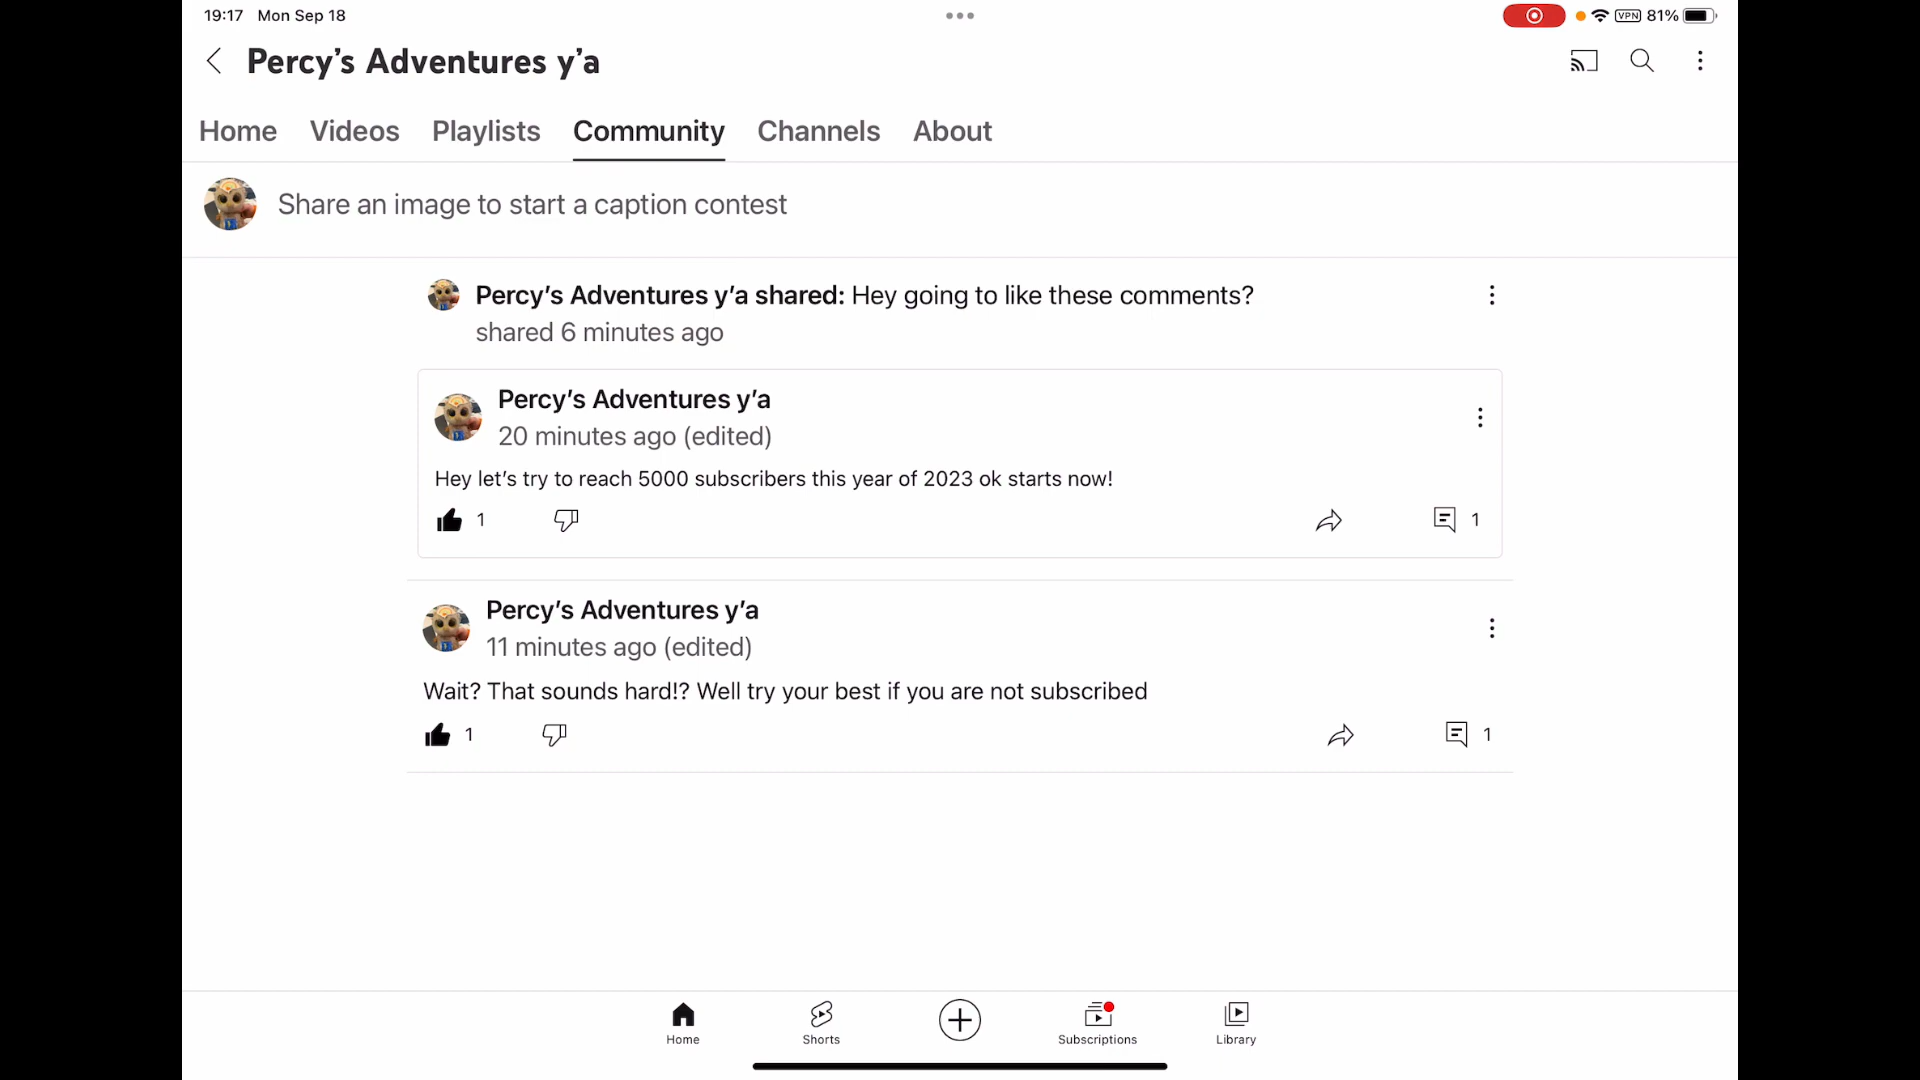 19:17 Mon Sep 18
VPN 81%
Percy's Adventures y'a
Home Videos Playlists Community Channels About
Share an image to start a caption contest
Percy's Adventures y'a shared: Hey going to like these comments?
shared 6 minutes ago
Percy's Adventures y'a
20 minutes ago (edited)
Hey let's try to reach 5000 subscribers this year of 2023 ok starts now!
1 1
Percy's Adventures y'a
11 minutes ago (edited)
Wait? That sounds hard!? Well try your best if you are not subscribed
1 1
Home Shorts Subscriptions Library